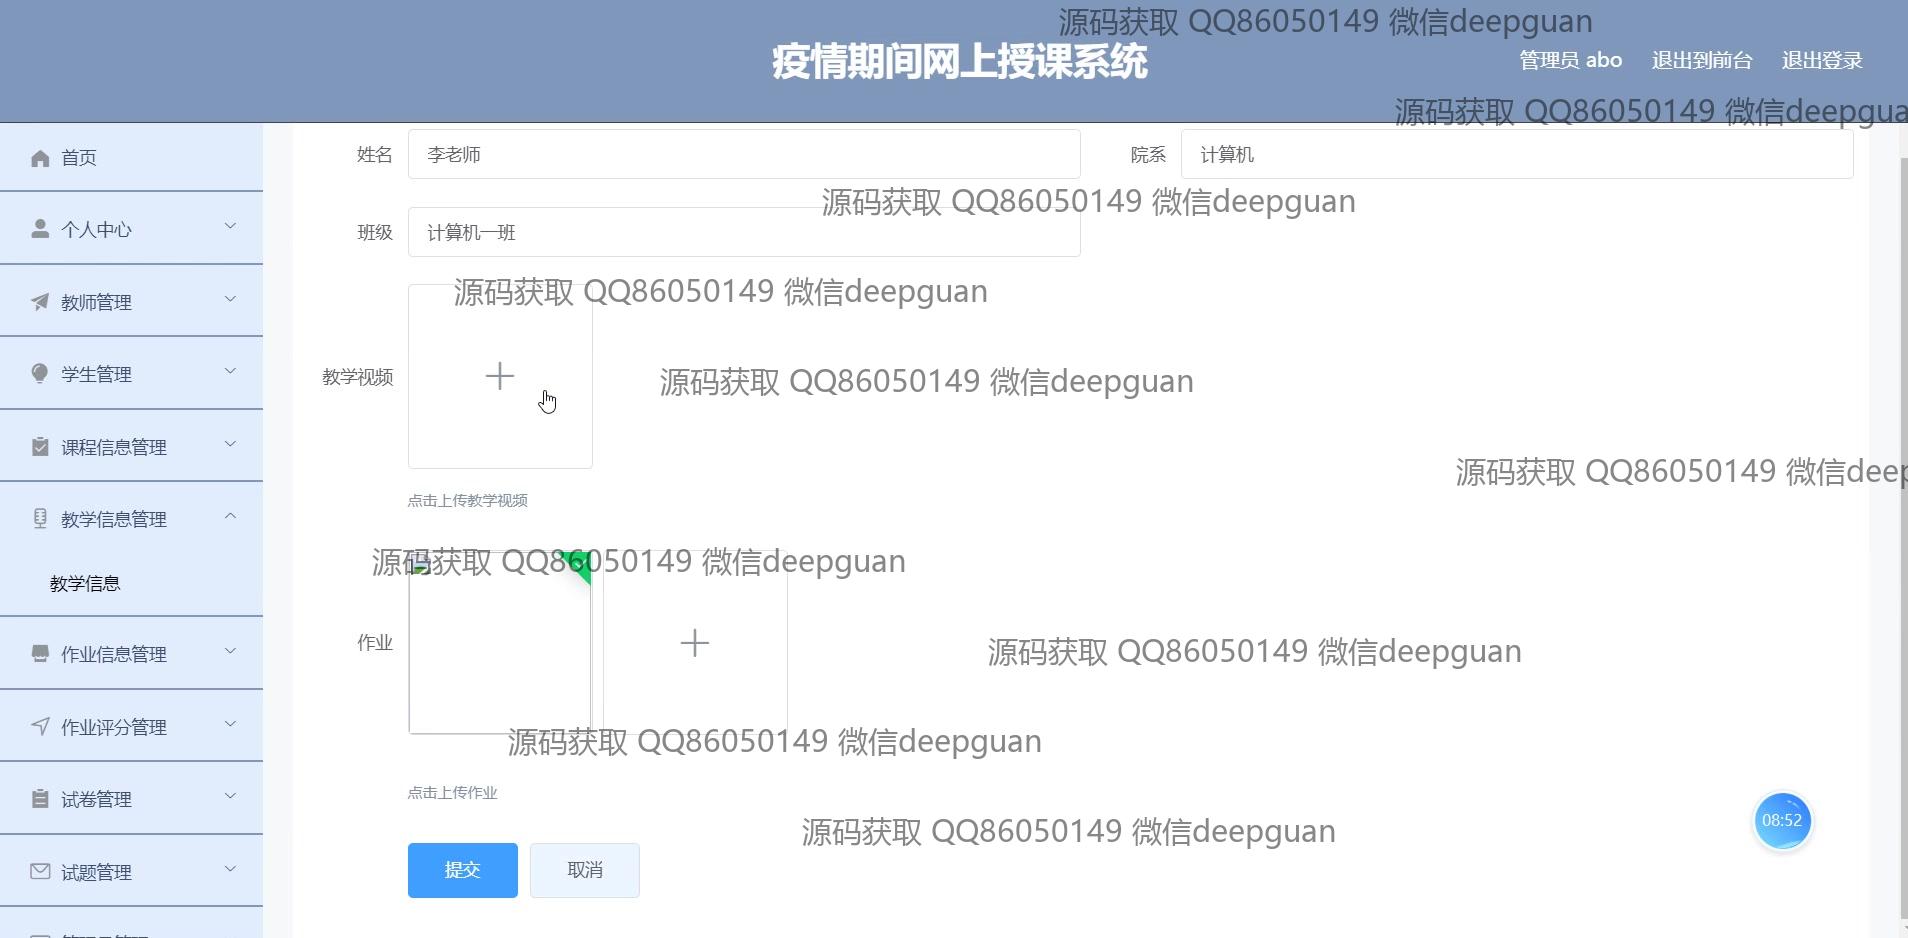 源码获取 QQ86050149 微信deepguan
疫情期间网上授课系统
管理员 abo 退出到前台 退出登录
源码获取 QQ86050149 微信deepgua
首页
姓名 李老师 院系 计算机
源码获取 QQ86050149 微信deepguan
个人中心
班级 计算机一班
源码获取 QQ86050149 微信deepguan
教师管理
学生管理
教学视频
源码获取 QQ86050149 微信deepguan
课程信息管理
源码获取 QQ86050149 微信deep
点击上传教学视频
教学信息管理
源码获取 QQ86050149 微信deepguan
教学信息
作业
作业信息管理
源码获取 QQ86050149 微信deepguan
作业评分管理
源码获取 QQ86050149 微信deepguan
点击上传作业
试卷管理
08:52
源码获取 QQ86050149 微信deepguan
试题管理
提交 取消